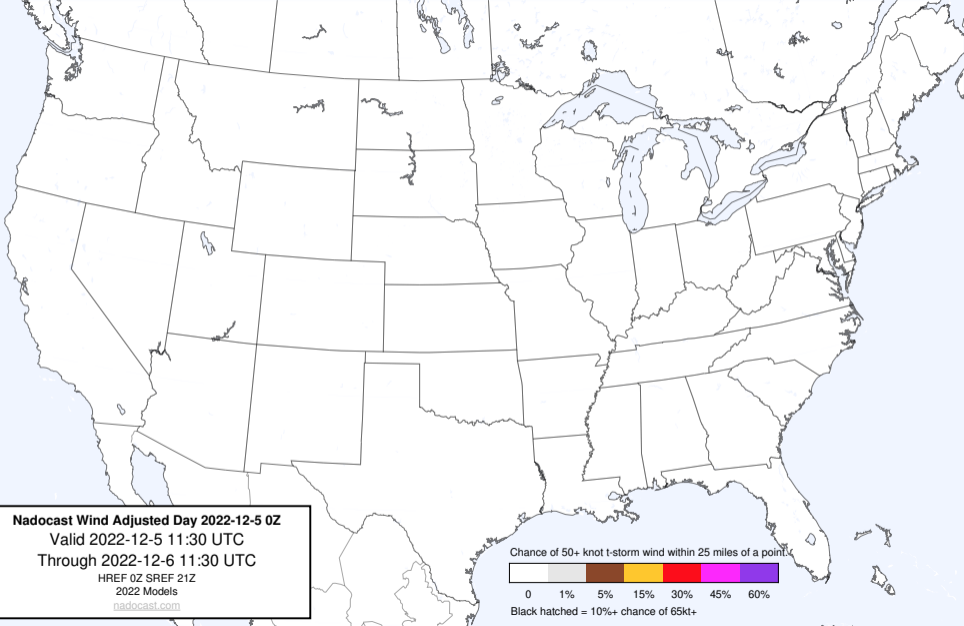 Nadocast Wind Adjusted Day 2022-12-5 0Z
Valid 2022-12-5 11:30 UTC
Through 2022-12-6 11:30 UTC
HREF 0Z SREF 21Z
2022 Models
nadocast.com
Chance of 50+ knot t-storm wind within 25 miles of a point.
0 1% 5% 15% 30% 45% 60%
Black hatched = 10%+ chance of 65kt+